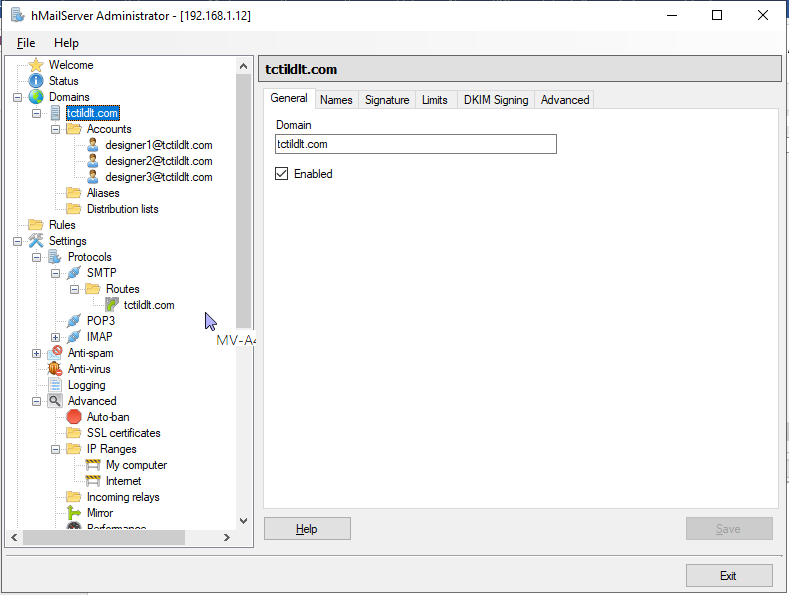 hMailServer Administrator - [192.168.1.12]
File Help
Welcome
Status
Domains
tctildlt.com
Accounts
designer1@tctildlt.com
designer2@tctildlt.com
designer3@tctildlt.com
Aliases
Distribution lists
Rules
Settings
Protocols
SMTP
Routes
tctildlt.com
POP3
IMAP
Anti-spam
Anti-virus
Logging
Advanced
Auto-ban
SSL certificates
IP Ranges
My computer
Internet
Incoming relays
Mirror
Performance
MV-A4
tctildlt.com
General Names Signature Limits DKIM Signing Advanced
Domain
tctildlt.com
Enabled
Help
Save
Exit